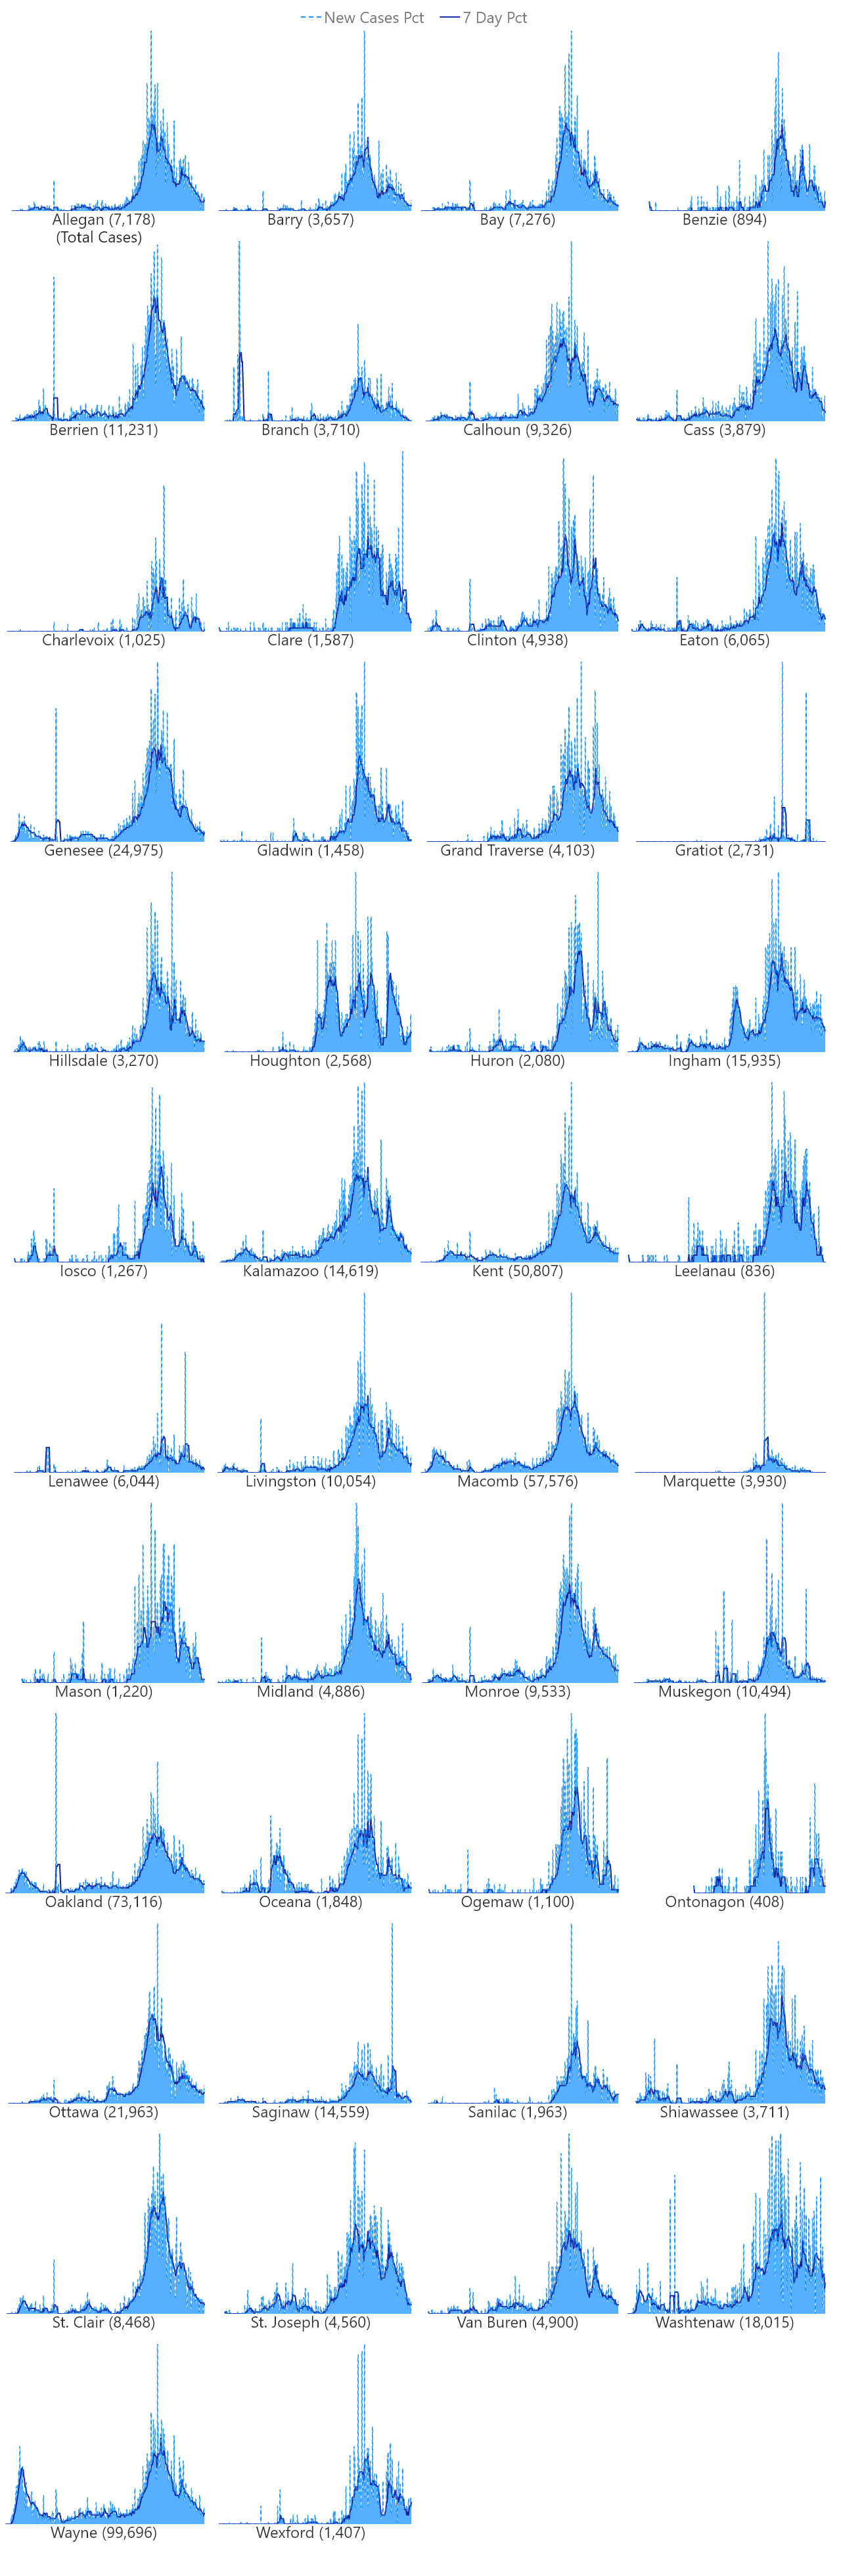 New Cases Pct 7 Day Pct
Allegan (7,178) Barry (3,657) Bay (7,276) Benzie (894)
(Total Cases)
Berrien (11,231) Branch (3,710) Calhoun (9,326) Cass (3,879)
Charlevoix (1,025) Clare (1,587) Clinton (4,938) Eaton (6,065)
Genesee (24,975) Gladwin (1,458) Grand Traverse (4,103) Gratiot (2,731)
Hillsdale (3,270) Houghton (2,568) Huron (2,080) Ingham (15,935)
Iosco (1,267) Kalamazoo (14,619) Kent (50,807) Leelanau (836)
Lenawee (6,044) Livingston (10,054) Macomb (57,576) Marquette (3,930)
Mason (1,220) Midland (4,886) Monroe (9,533) Muskegon (10,494)
Oakland (73,116) Oceana (1,848) Ogemaw (1,100) Ontonagon (408)
Ottawa (21,963) Saginaw (14,559) Sanilac (1,963) Shiawassee (3,711)
St. Clair (8,468) St. Joseph (4,560) Van Buren (4,900) Washtenaw (18,015)
Wayne (99,696) Wexford (1,407)